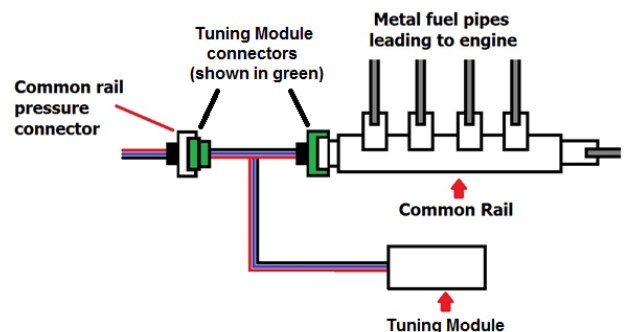 Tuning Module
connectors
(shown in green)
Metal fuel pipes
leading to engine
Common rail
pressure
connector
Common Rail
Tuning Module